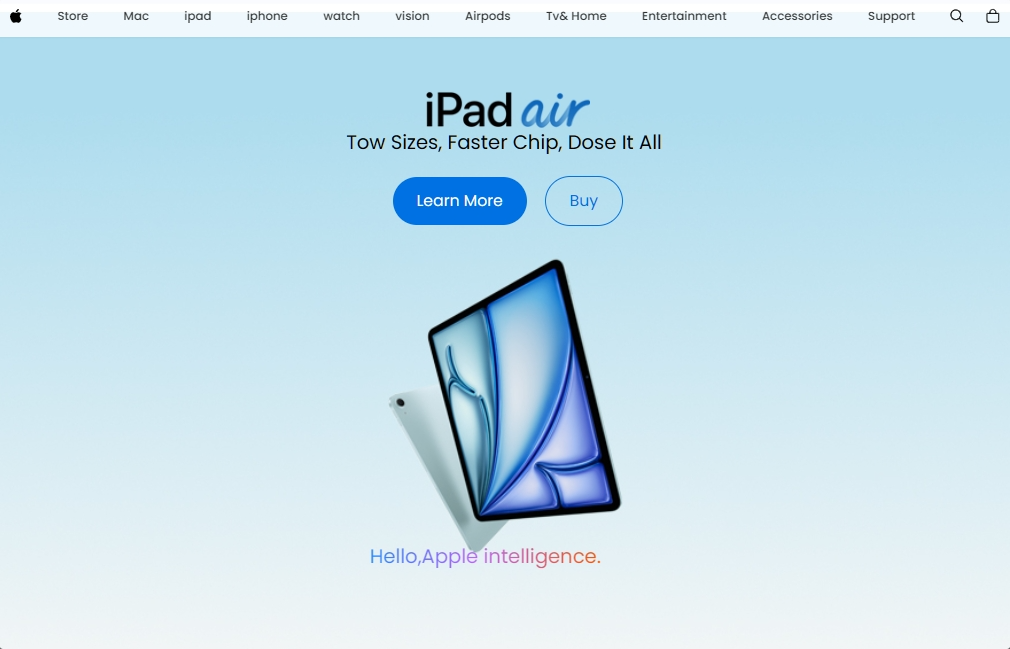 Store Mac ipad iphone watch vision Airpods Tv& Home Entertainment Accessories Support
iPad air
Tow Sizes, Faster Chip, Dose It All
Learn More Buy
Hello,Apple intelligence.